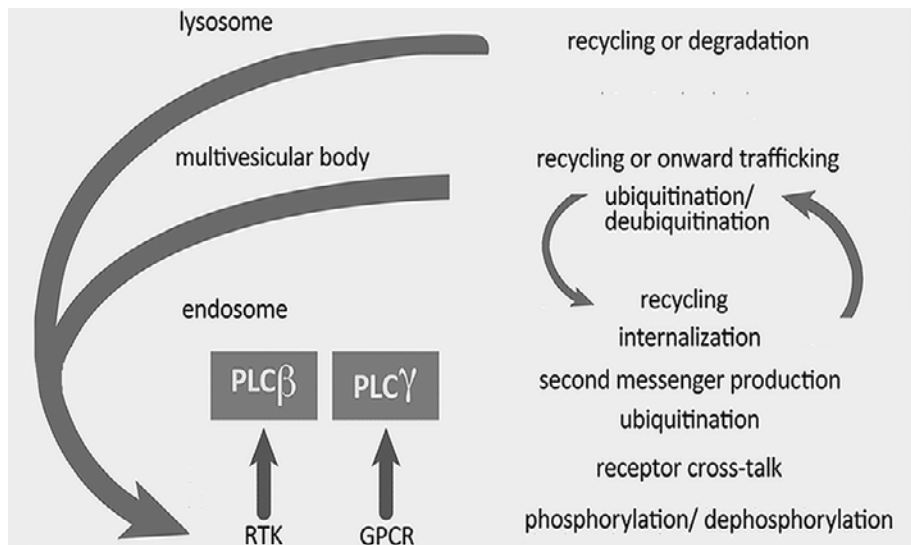 lysosome
recycling or degradation
multivesicular body
recycling or onward trafficking
ubiquitination/
deubiquitination
endosome
recycling
internalization
PLCβ
PLCγ
second messenger production
ubiquitination
receptor cross-talk
RTK
GPCR
phosphorylation/ dephosphorylation